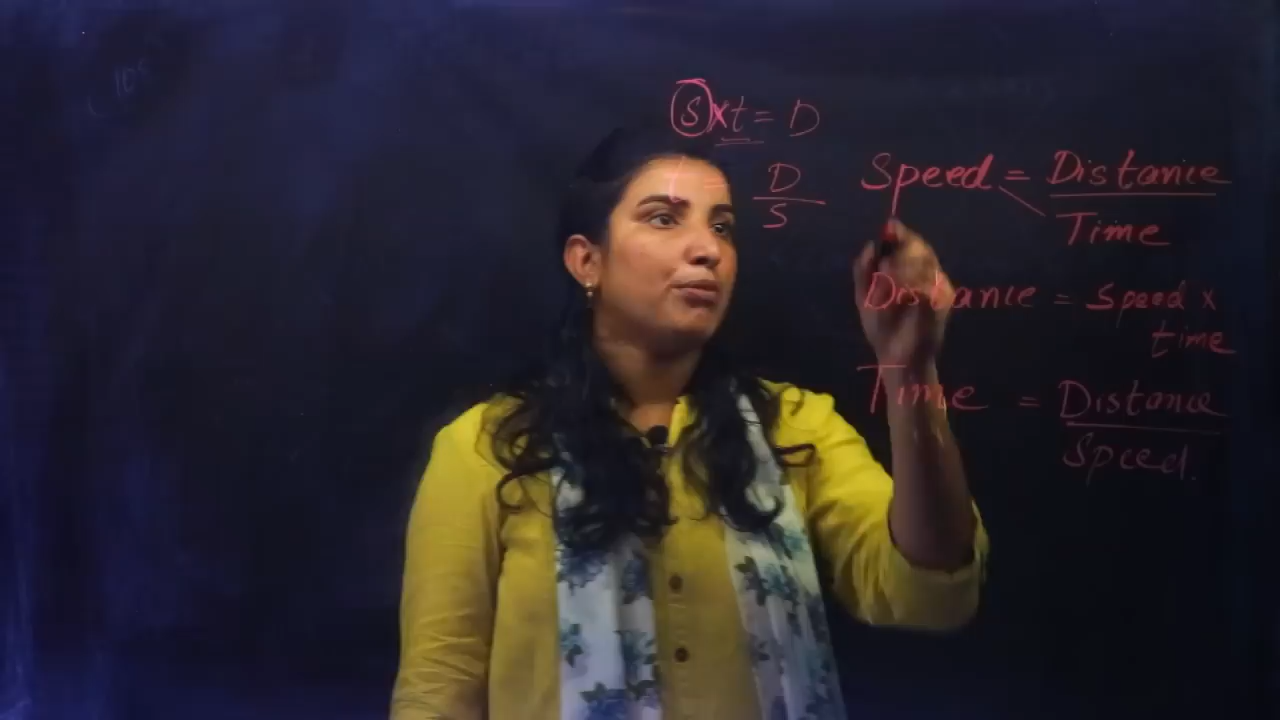 S×t = D
t = D
S
Speed = Distance
Time
Distance = Speed ×
time
Time = Distance
Speed.